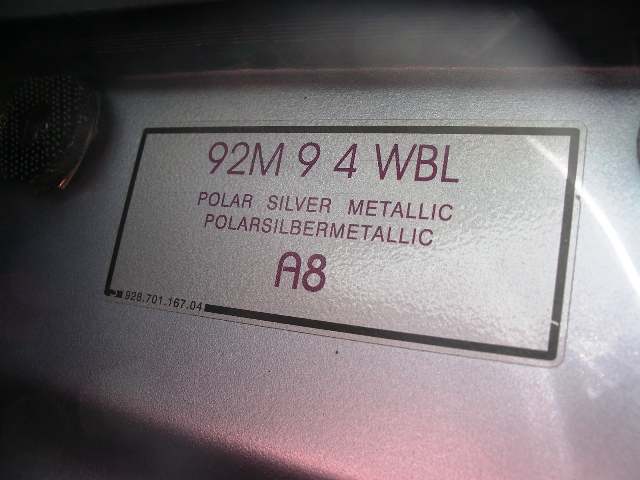 92M 9 4 WBL
POLAR SILVER METALLIC
POLARSILBERMETALLIC
A8
928.701.167.04